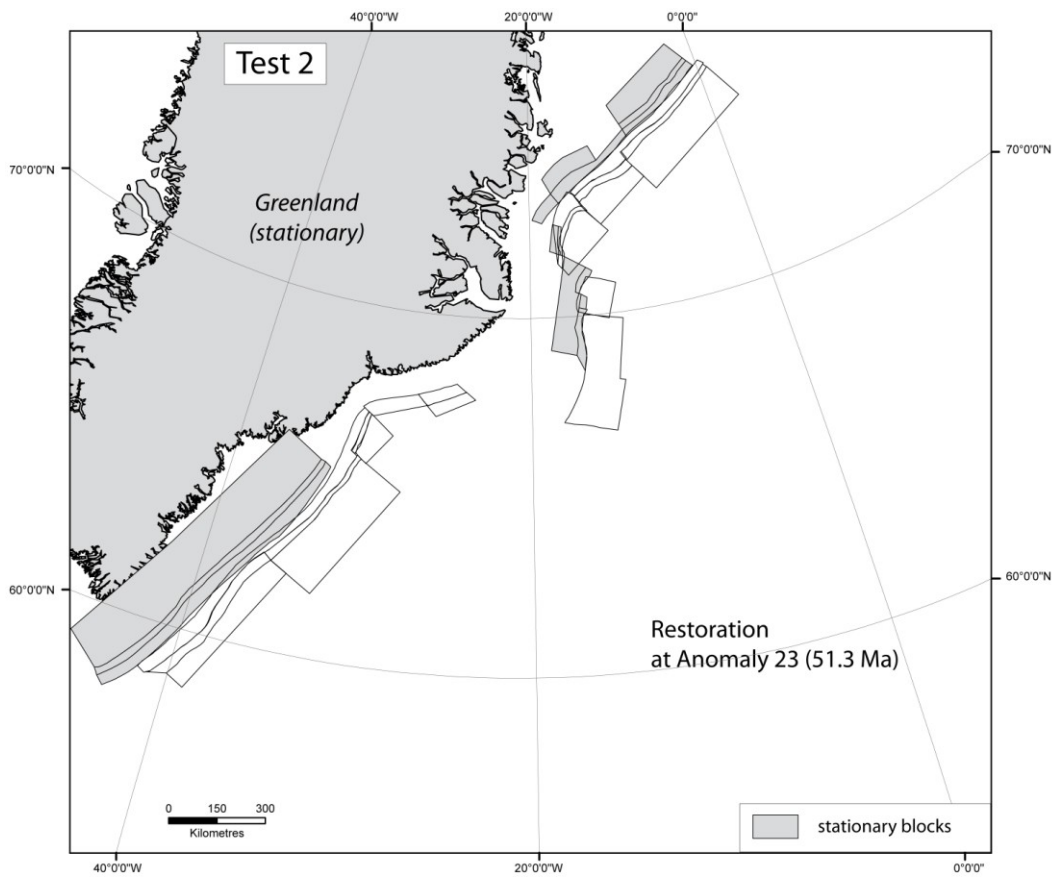 40°0'0"W
20°0'0"W
0°0'0"
Test 2
70°0'0"N
70°0'0"N
Greenland
(stationary)
60°0'0"N
60°0'0"N
Restoration
at Anomaly 23 (51.3 Ma)
0
150
300
Kilometres
stationary blocks
40°0'0"W
20°0'0"W
0°0'0"